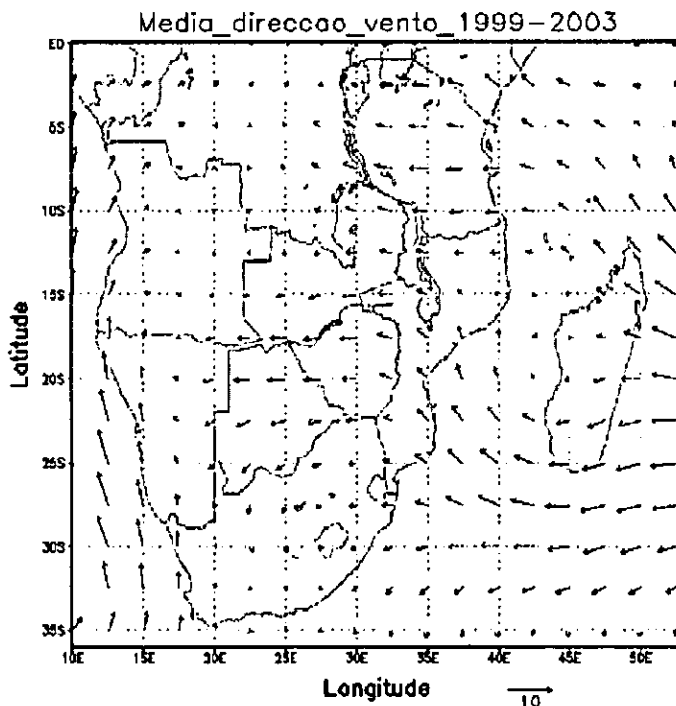 Media_direccao_vento_1999-2003
EQ
5S
10S
15S
20S
25S
30S
35S
Latitude
10E 15E 20E 25E 30E 35E 40E 45E 50E
Longitude
10